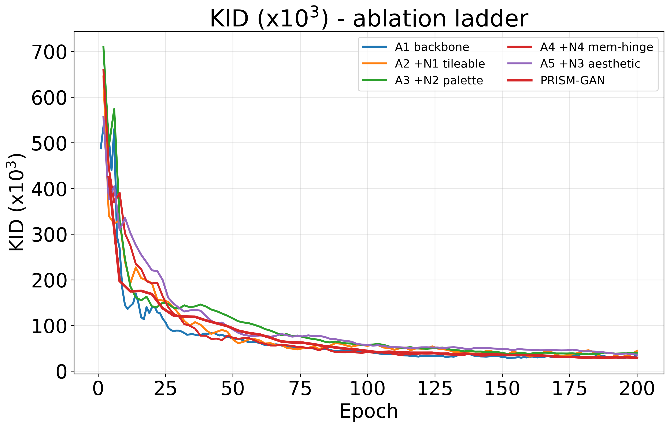 KID (x10³) - ablation ladder
A1 backbone
A2 +N1 tileable
A3 +N2 palette
A4 +N4 mem-hinge
A5 +N3 aesthetic
PRISM-GAN
KID (x10³)
700
600
500
400
300
200
100
0
0 25 50 75 100 125 150 175 200
Epoch